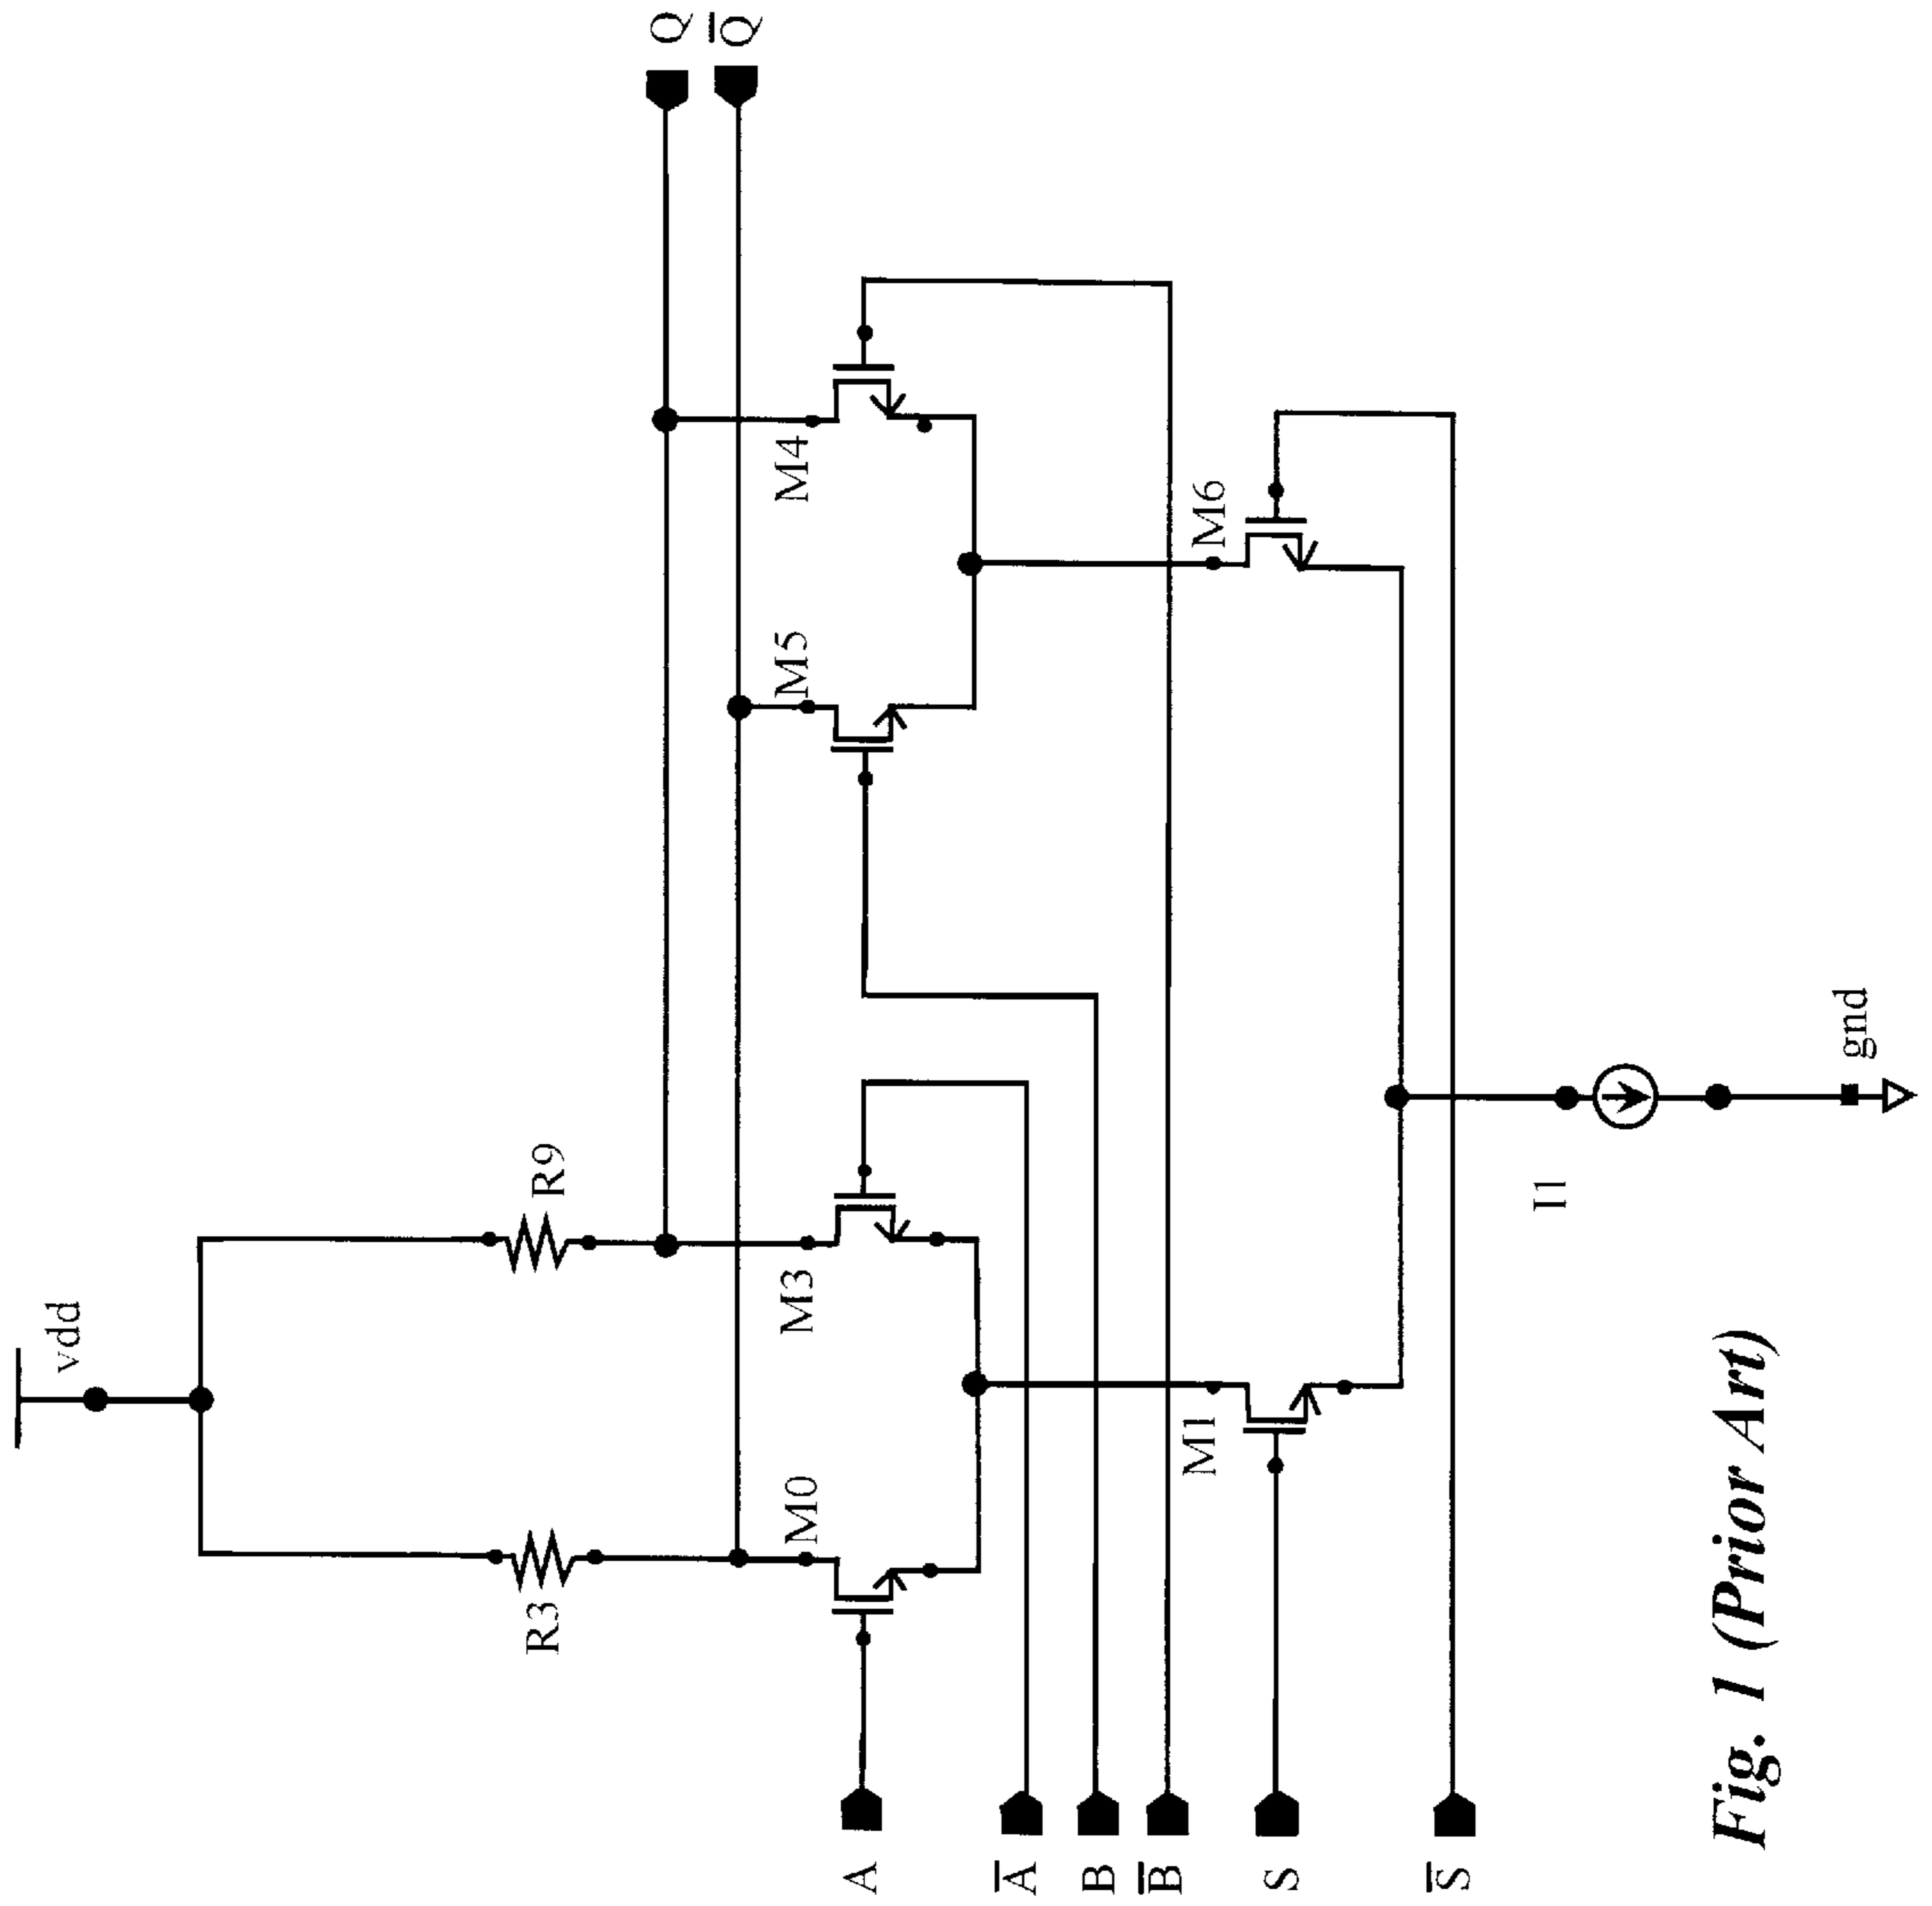 vdd
R3
R9
Q
Q̅
M0
M3
M5
M4
A
A̅
B
B̅
M1
M6
S
S̅
I1
gnd
Fig. 1 (Prior Art)